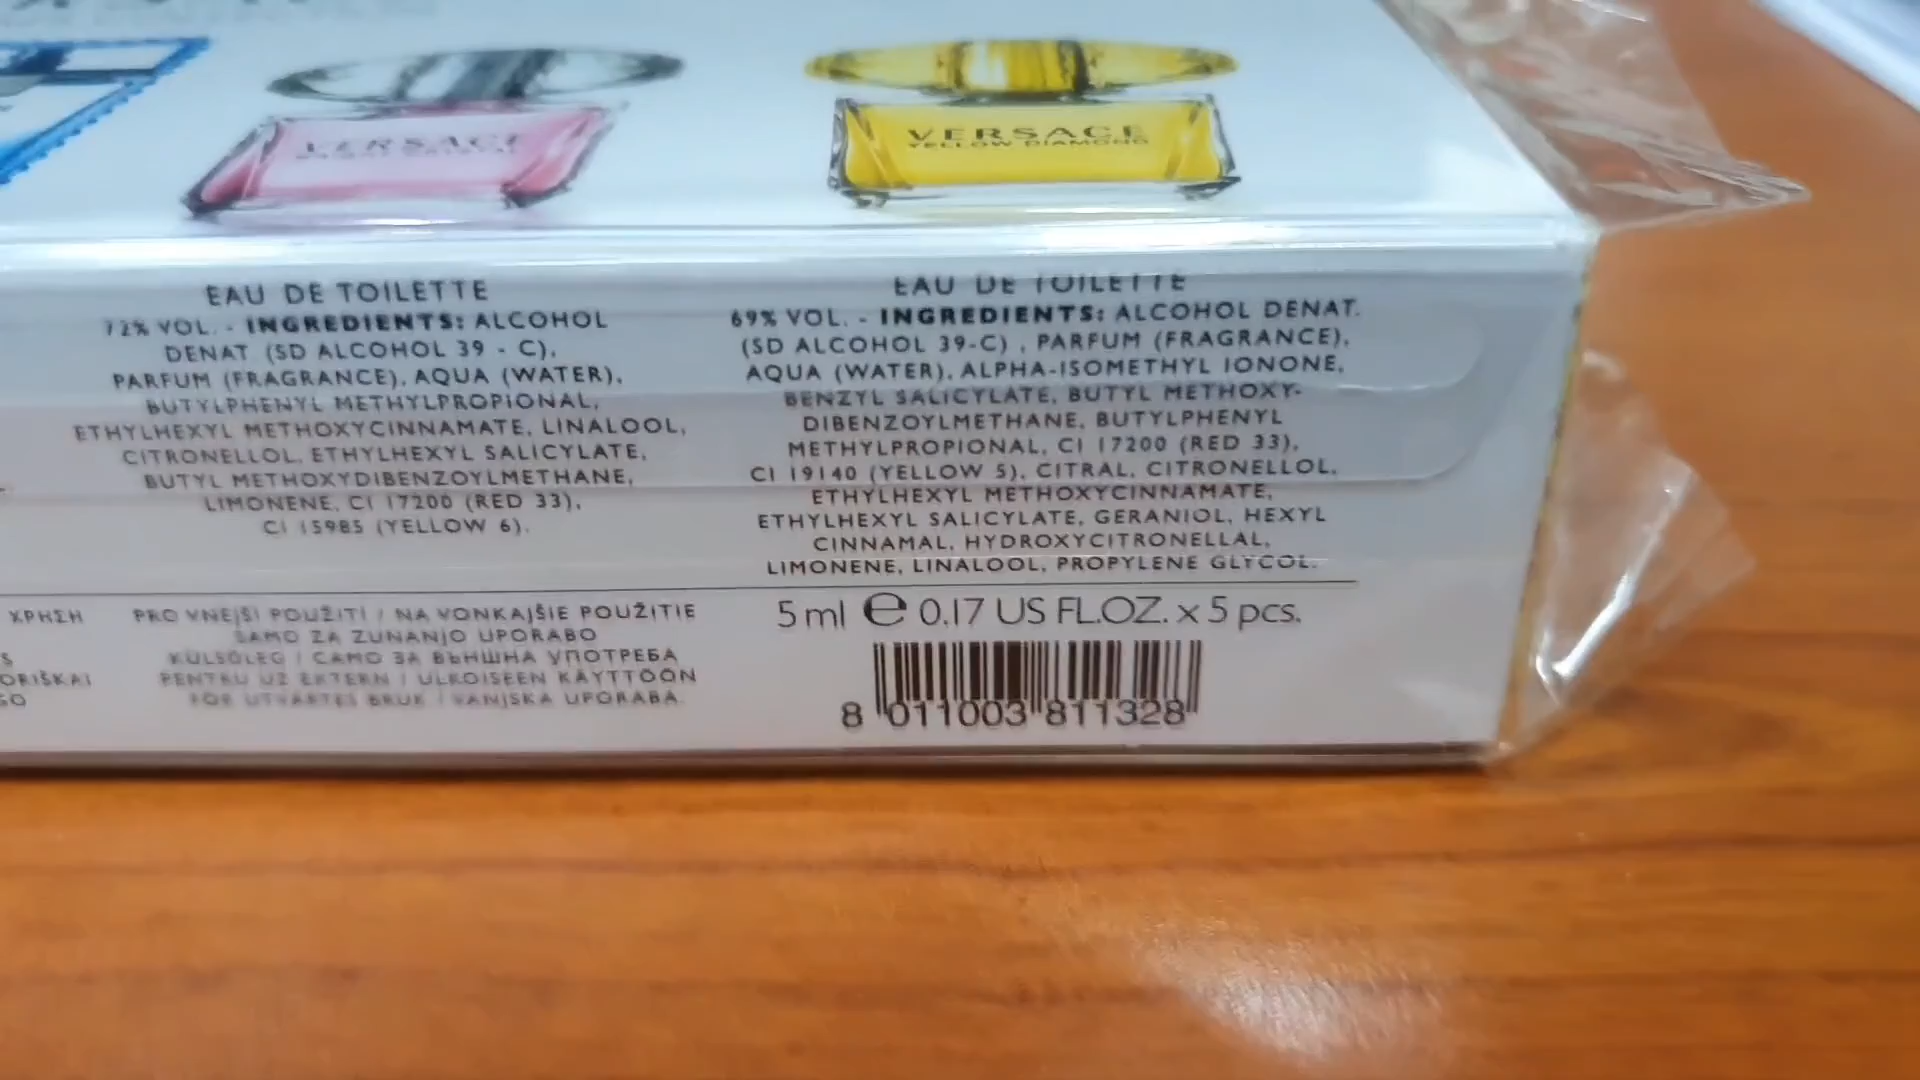 VERSACE
VERSACE
YELLOW DIAMOND
EAU DE TOILETTE
72% VOL. - INGREDIENTS: ALCOHOL
DENAT (SD ALCOHOL 39 - C),
PARFUM (FRAGRANCE), AQUA (WATER),
BUTYLPHENYL METHYLPROPIONAL,
ETHYLHEXYL METHOXYCINNAMATE, LINALOOL,
CITRONELLOL, ETHYLHEXYL SALICYLATE,
BUTYL METHOXYDIBENZOYLMETHANE,
LIMONENE, CI 17200 (RED 33),
CI 15985 (YELLOW 6).
EAU DE TOILETTE
69% VOL. - INGREDIENTS: ALCOHOL DENAT.
(SD ALCOHOL 39-C) , PARFUM (FRAGRANCE),
AQUA (WATER), ALPHA-ISOMETHYL IONONE,
BENZYL SALICYLATE, BUTYL METHOXY-
DIBENZOYLMETHANE, BUTYLPHENYL
METHYLPROPIONAL, CI 17200 (RED 33),
CI 19140 (YELLOW 5), CITRAL, CITRONELLOL,
ETHYLHEXYL METHOXYCINNAMATE,
ETHYLHEXYL SALICYLATE, GERANIOL, HEXYL
CINNAMAL, HYDROXYCITRONELLAL,
LIMONENE, LINALOOL, PROPYLENE GLYCOL.
ΧΡΗΣΗ
PRO VNEJŠÍ POUŽITÍ / NA VONKAJŠIE POUŽITIE
SAMO ZA ZUNANJO UPORABO
KÜLSŐLEG / САМО ЗА ВЪНШНА УПОТРЕБА
PENTRU UZ EXTERN / ULKOISEEN KÄYTTÖÖN
FÖR UTVÄRTES BRUK / VANJSKA UPORABA.
5 ml e 0.17 US FL.OZ. x 5 pcs.
8 011003 811328